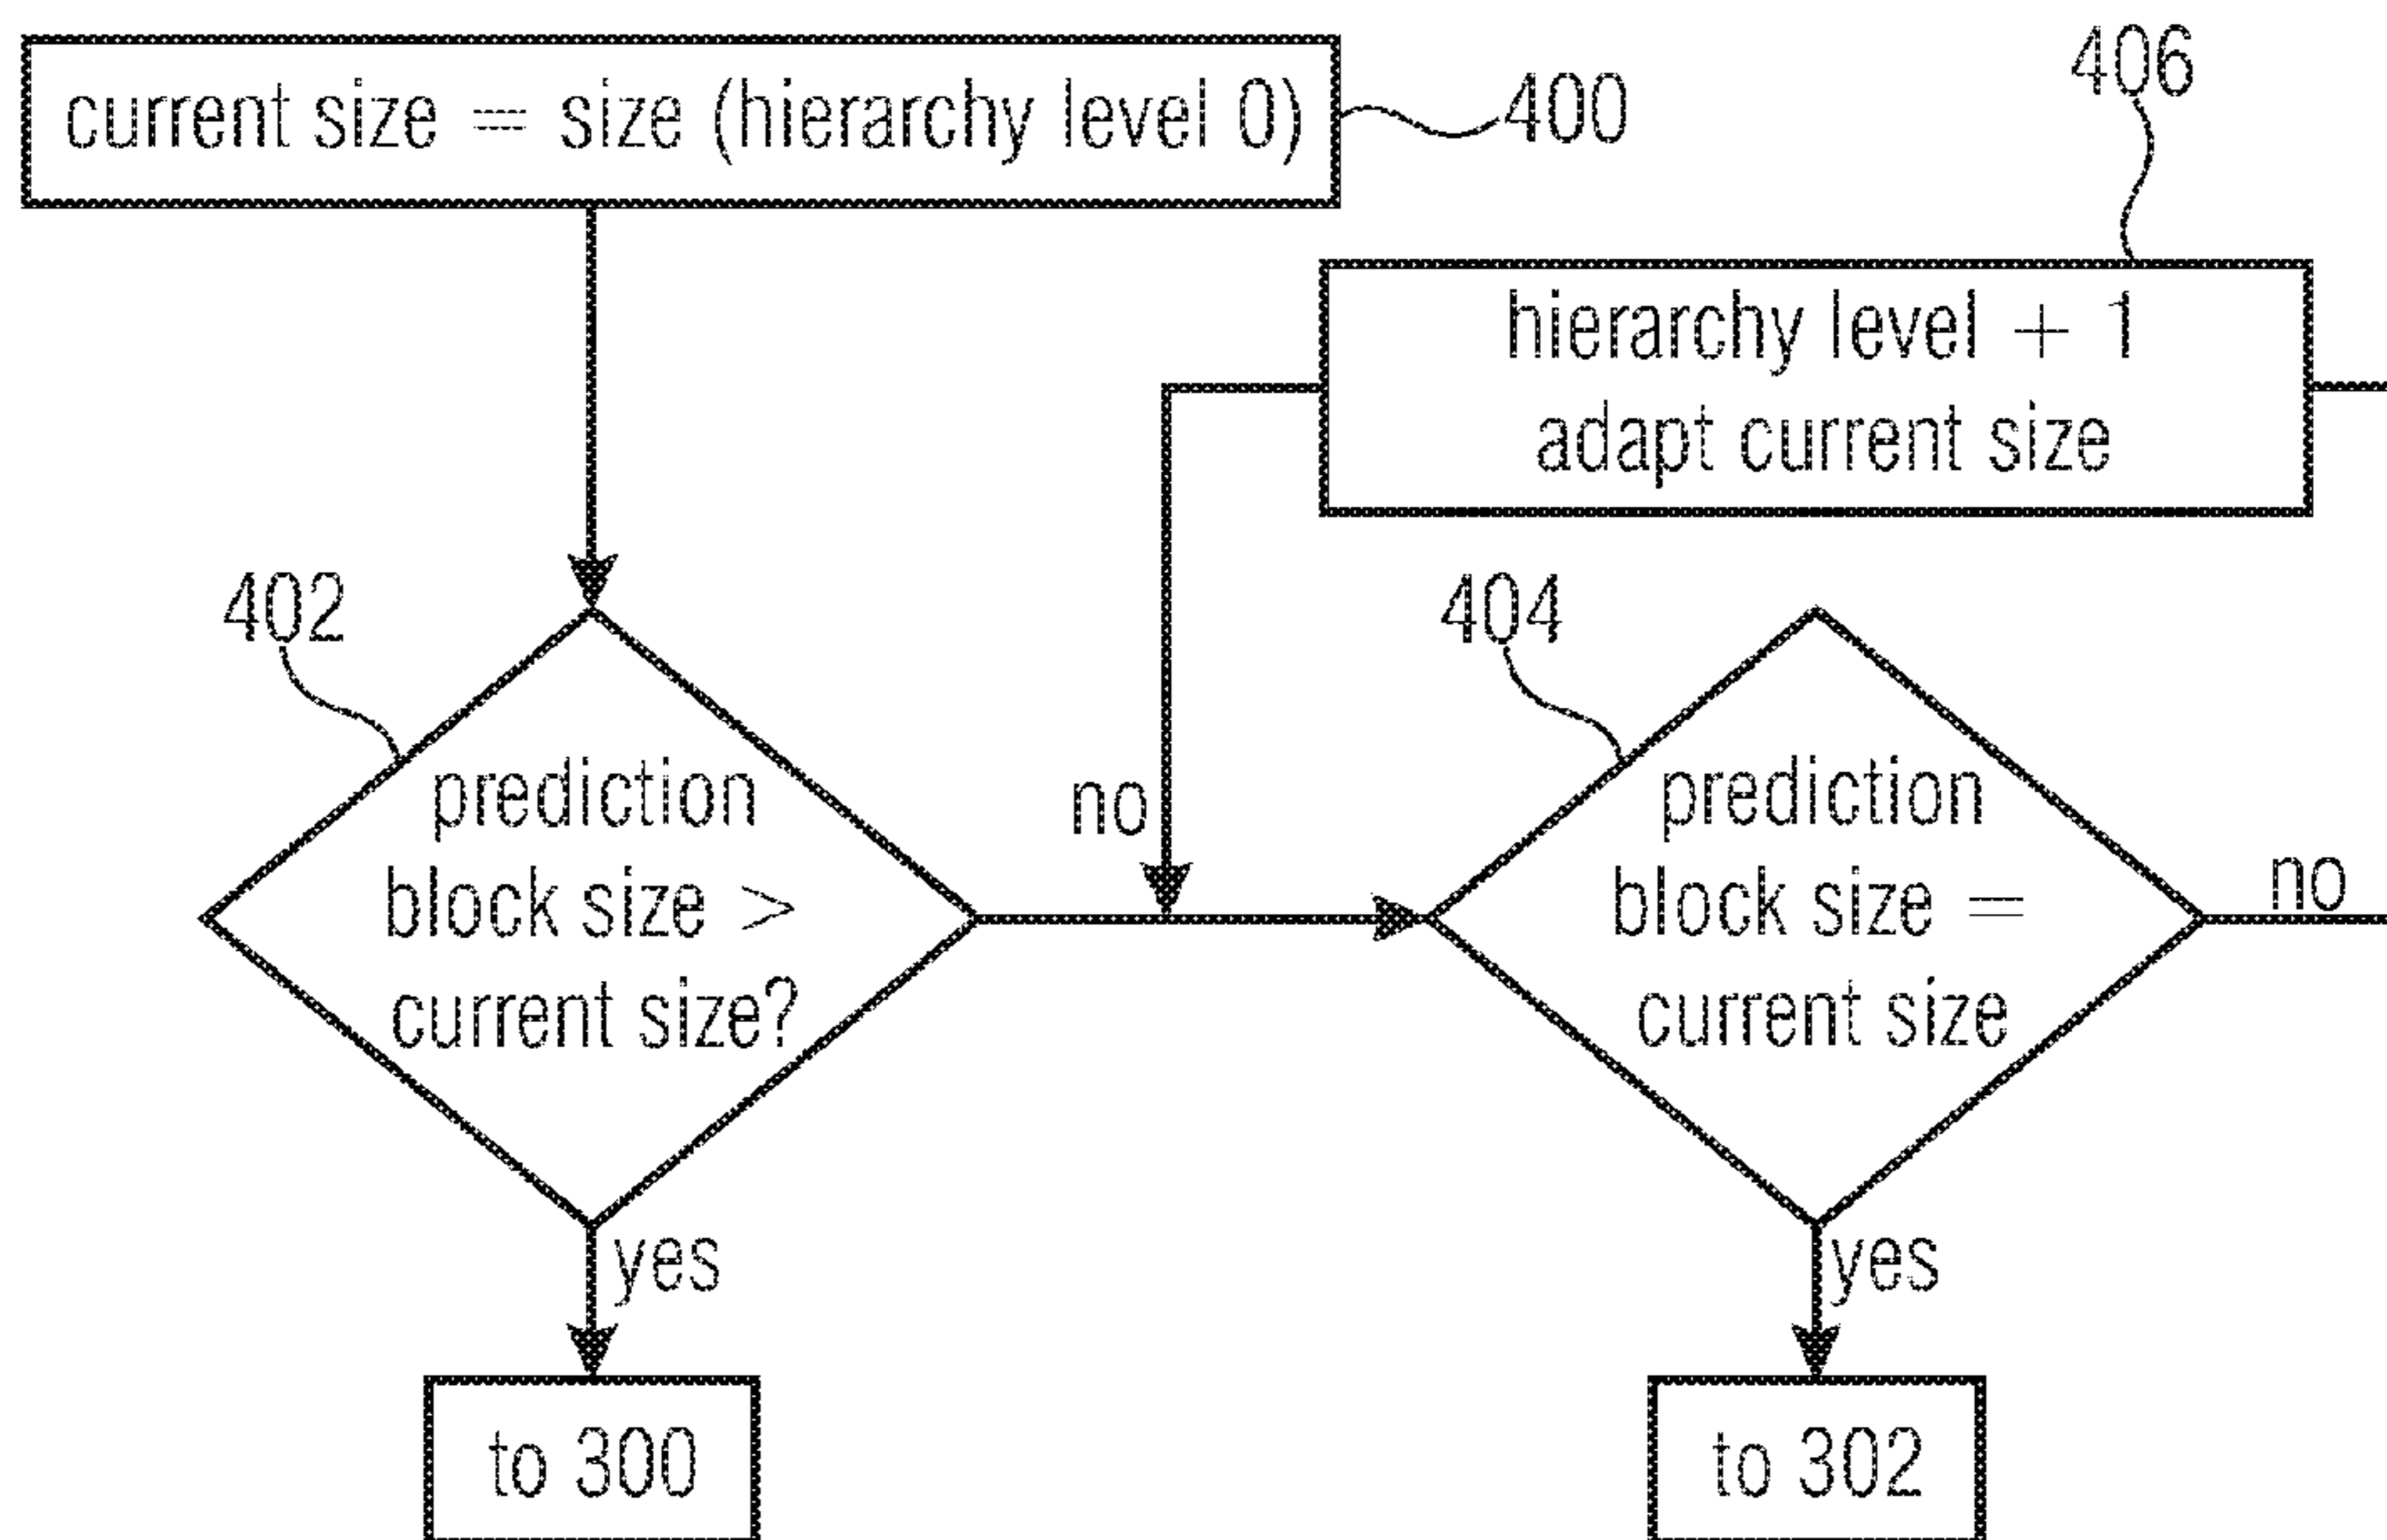 current size = size (hierarchy level 0)
400
406
hierarchy level + 1
adapt current size
402
404
prediction
block size >
current size?
no
prediction
block size =
current size
no
yes
yes
to 300
to 302